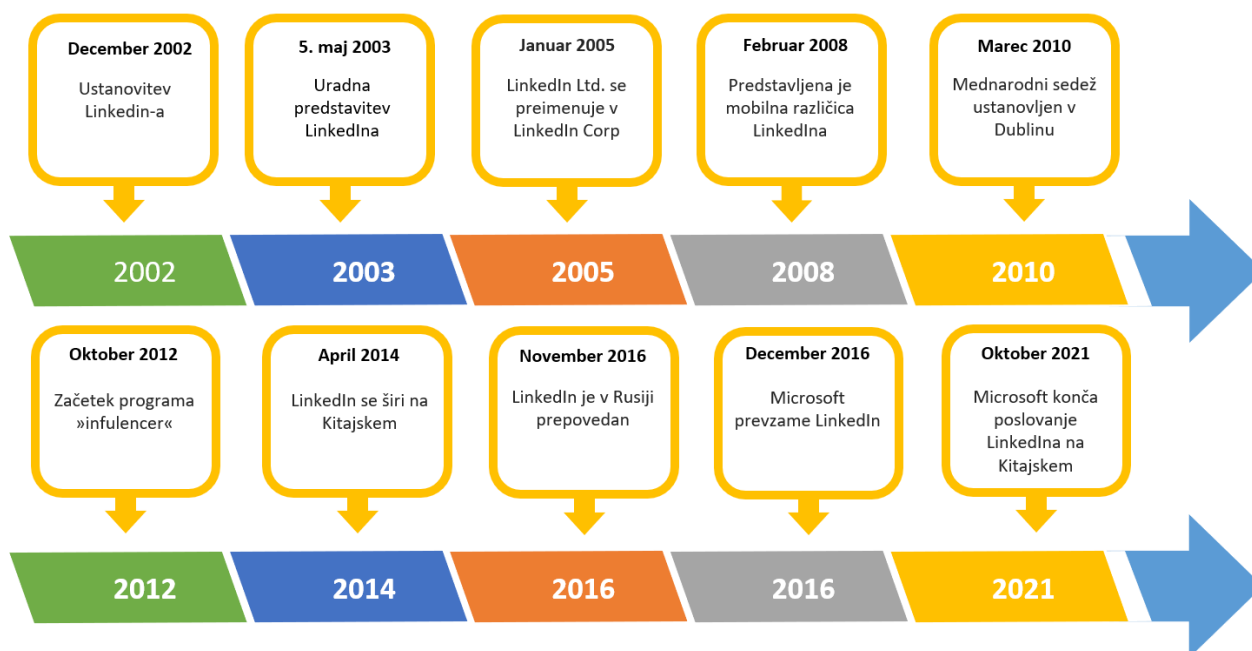 December 2002
Ustanovitev
Linkedin-a
5. maj 2003
Uradna
predstavitev
LinkedIna
Januar 2005
LinkedIn Ltd. se
preimenuje v
LinkedIn Corp
Februar 2008
Predstavljena je
mobilna različica
LinkedIna
Marec 2010
Mednarodni sedež
ustanovljen v
Dublinu
2002
2003
2005
2008
2010
Oktober 2012
Začetek programa
»infulencer«
April 2014
LinkedIn se širi na
Kitajskem
November 2016
LinkedIn je v Rusiji
prepovedan
December 2016
Microsoft
prevzame LinkedIn
Oktober 2021
Microsoft konča
poslovanje
LinkedIna na
Kitajskem
2012
2014
2016
2016
2021